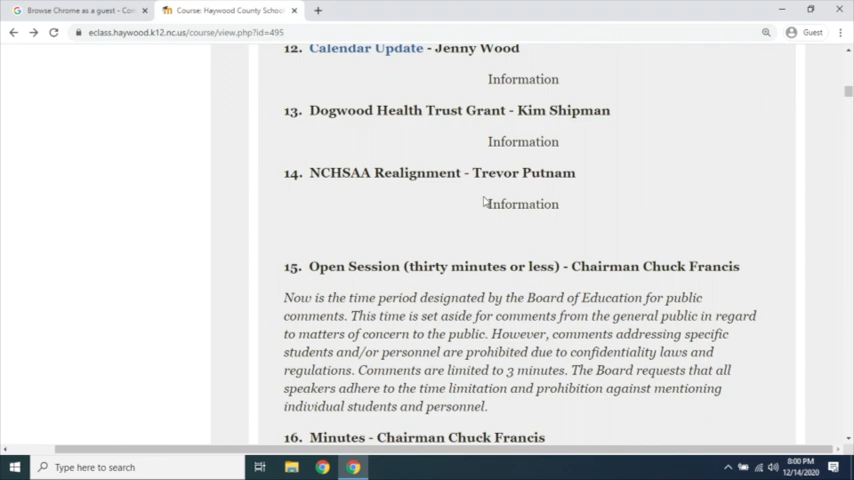 Browse Chrome as a guest - Co
Course: Haywood County School
eclass.haywood.k12.nc.us/course/view.php?id=495
Guest
12. Calendar Update - Jenny Wood
Information
13. Dogwood Health Trust Grant - Kim Shipman
Information
14. NCHSAA Realignment - Trevor Putnam
Information
15. Open Session (thirty minutes or less) - Chairman Chuck Francis
Now is the time period designated by the Board of Education for public
comments. This time is set aside for comments from the general public in regard
to matters of concern to the public. However, comments addressing specific
students and/or personnel are prohibited due to confidentiality laws and
regulations. Comments are limited to 3 minutes. The Board requests that all
speakers adhere to the time limitation and prohibition against mentioning
individual students and personnel.
16. Minutes - Chairman Chuck Francis
Type here to search
8:00 PM
12/14/2020